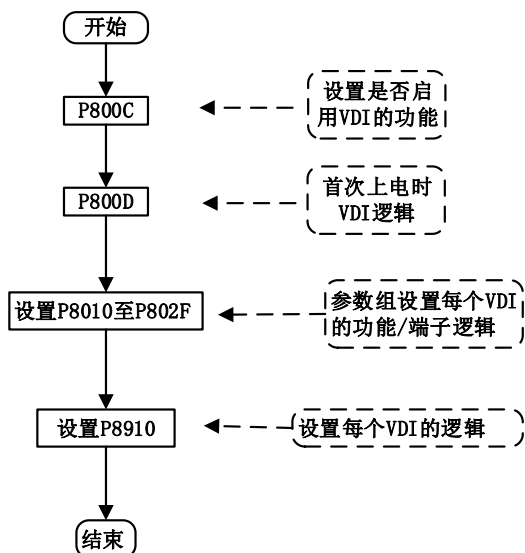 开始
P800C
设置是否启
用VDI的功能
P800D
首次上电时
VDI逻辑
设置P8010至P802F
参数组设置每个VDI
的功能/端子逻辑
设置P8910
设置每个VDI的逻辑
结束